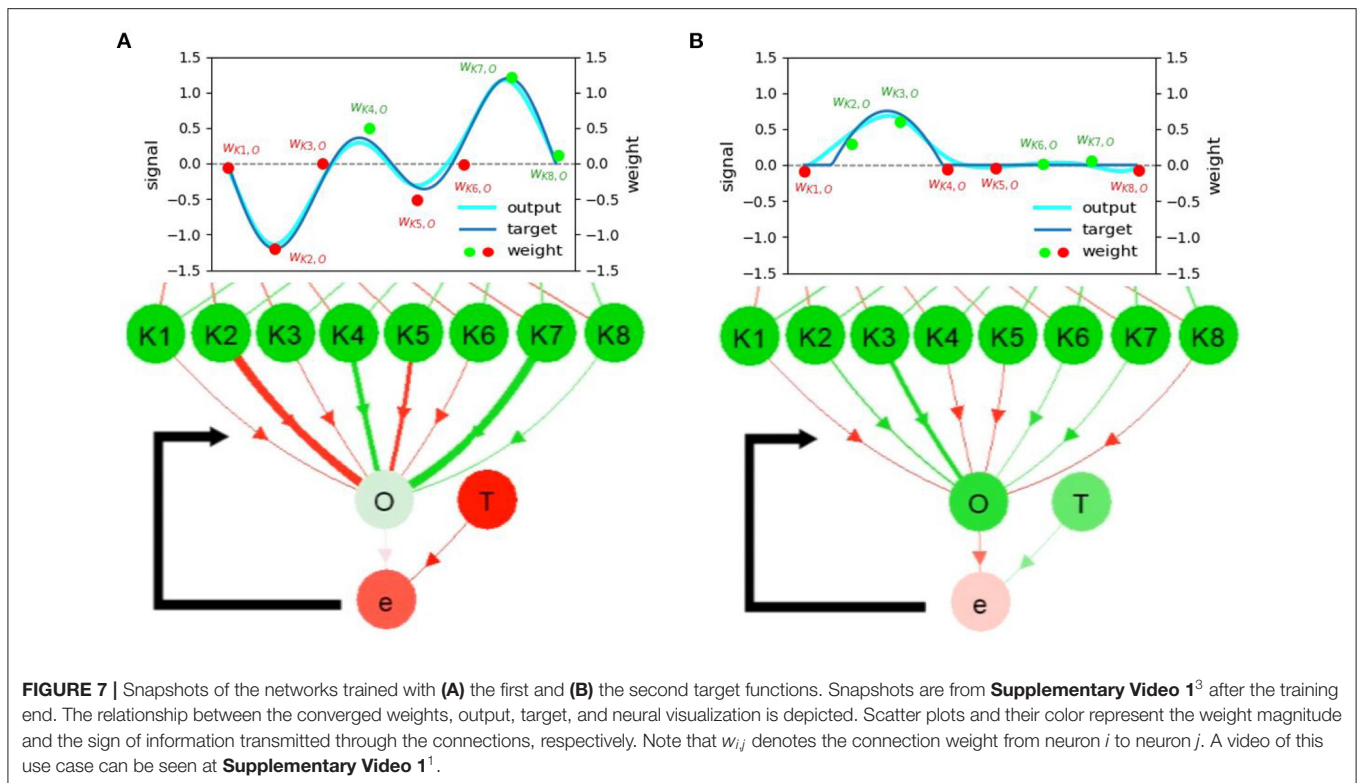 A
1.5
1.0
0.5
0.0
−0.5
−1.0
−1.5
signal
1.5
1.0
0.5
0.0
−0.5
−1.0
−1.5
weight
wK1, O
wK2, O
wK3, O
wK4, O
wK5, O
wK6, O
wK7, O
wK8, O
output
target
weight
K1 K2 K3 K4 K5 K6 K7 K8
O T
e
B
1.5
1.0
0.5
0.0
−0.5
−1.0
−1.5
signal
1.5
1.0
0.5
0.0
−0.5
−1.0
−1.5
weight
wK1, O
wK2, O
wK3, O
wK4, O
wK5, O
wK6, O
wK7, O
wK8, O
output
target
weight
K1 K2 K3 K4 K5 K6 K7 K8
O T
e
FIGURE 7 | Snapshots of the networks trained with (A) the first and (B) the second target functions. Snapshots are from Supplementary Video 1³ after the training
end. The relationship between the converged weights, output, target, and neural visualization is depicted. Scatter plots and their color represent the weight magnitude
and the sign of information transmitted through the connections, respectively. Note that wi,j denotes the connection weight from neuron i to neuron j. A video of this
use case can be seen at Supplementary Video 1¹.